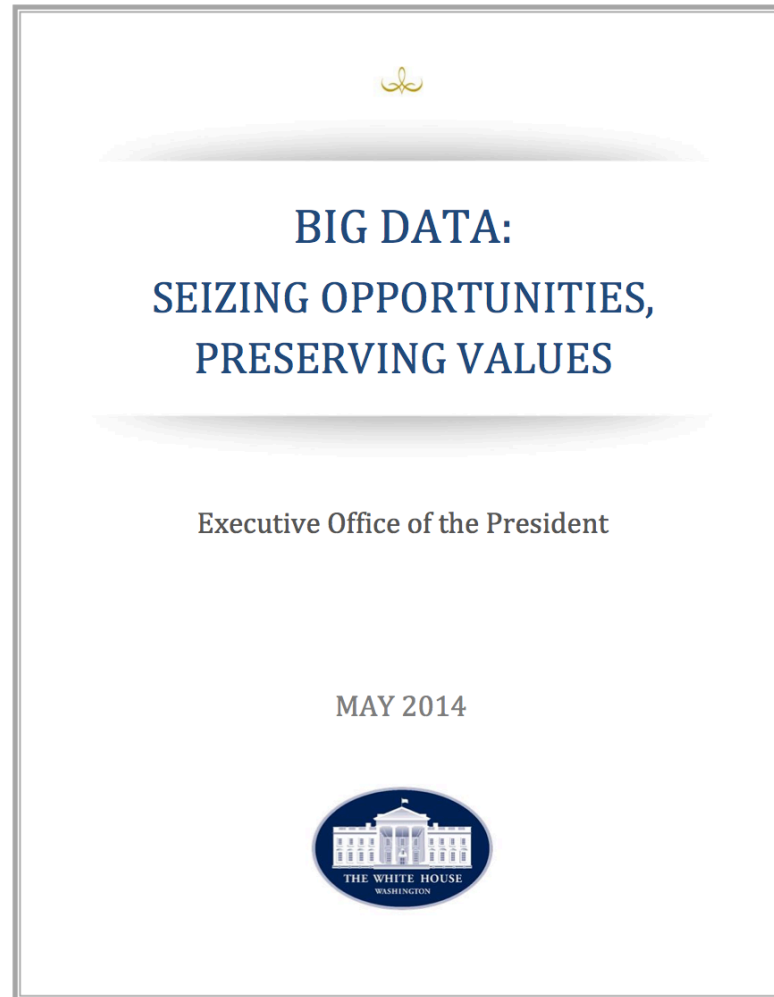 BIG DATA:
SEIZING OPPORTUNITIES,
PRESERVING VALUES
Executive Office of the President
MAY 2014
THE WHITE HOUSE
WASHINGTON